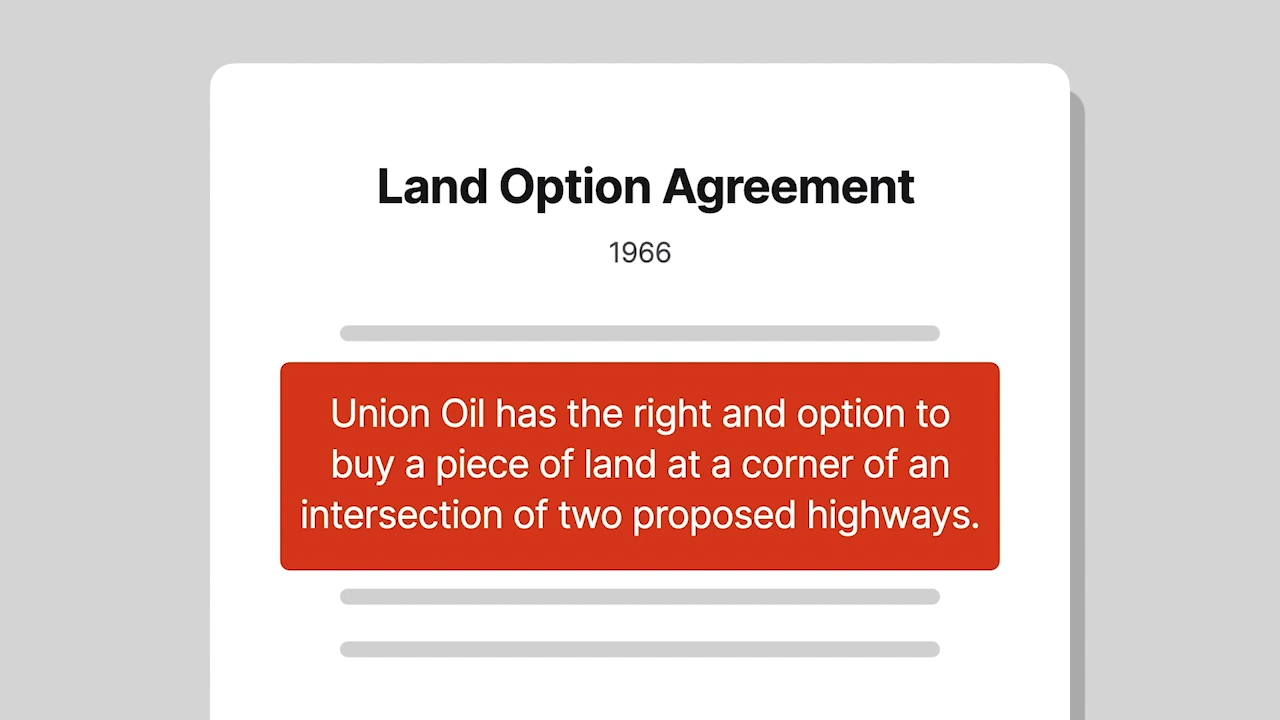 Land Option Agreement
1966
Union Oil has the right and option to
buy a piece of land at a corner of an
intersection of two proposed highways.